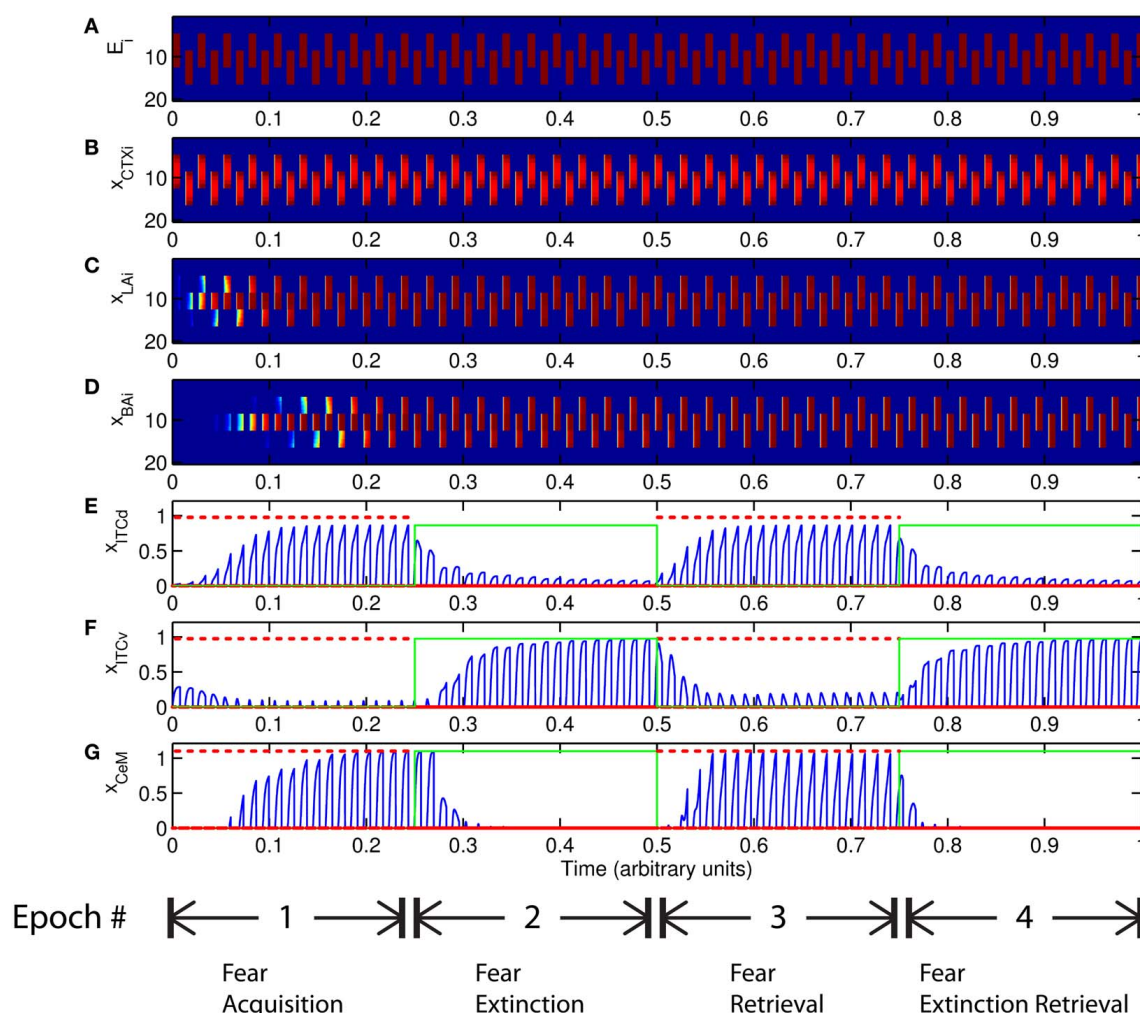 A
E_i
10
20
0 0.1 0.2 0.3 0.4 0.5 0.6 0.7 0.8 0.9 1
B
x_CTXi
10
20
0 0.1 0.2 0.3 0.4 0.5 0.6 0.7 0.8 0.9 1
C
x_LAi
10
20
0 0.1 0.2 0.3 0.4 0.5 0.6 0.7 0.8 0.9 1
D
x_BAi
10
20
0 0.1 0.2 0.3 0.4 0.5 0.6 0.7 0.8 0.9 1
E
x_ITCd
1
0.5
0
0 0.1 0.2 0.3 0.4 0.5 0.6 0.7 0.8 0.9 1
F
x_ITCv
1
0.5
0
0 0.1 0.2 0.3 0.4 0.5 0.6 0.7 0.8 0.9 1
G
x_CeM
1
0.5
0
0 0.1 0.2 0.3 0.4 0.5 0.6 0.7 0.8 0.9 1
Time (arbitrary units)
Epoch # 1 2 3 4
Fear Fear Fear Fear
Acquisition Extinction Retrieval Extinction Retrieval